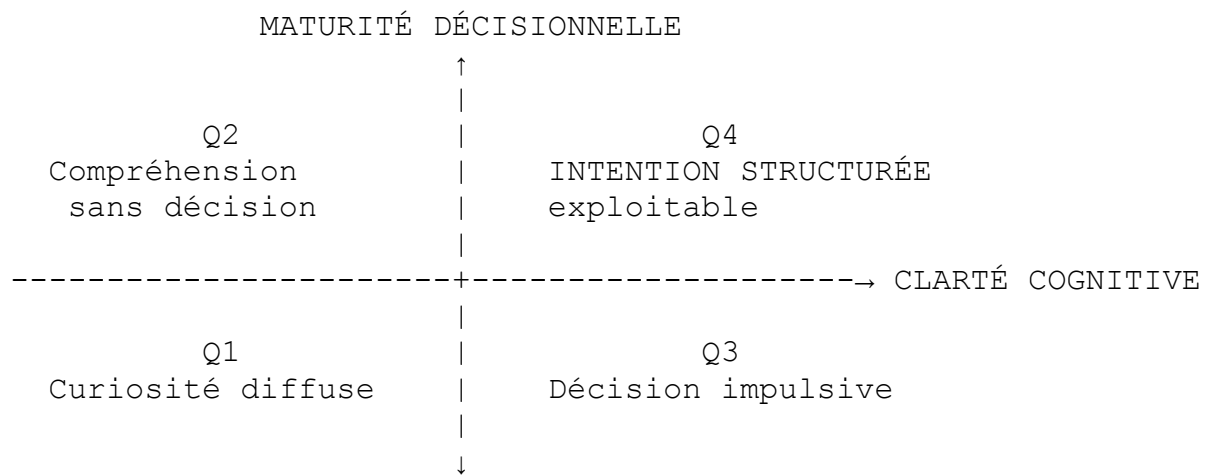 MATURITÉ DÉCISIONNELLE
↑
|
Q2 | Q4
Compréhension | INTENTION STRUCTURÉE
sans décision | exploitable
|
-----------------------+--------------------→ CLARTÉ COGNITIVE
|
Q1 | Q3
Curiosité diffuse | Décision impulsive
|
↓